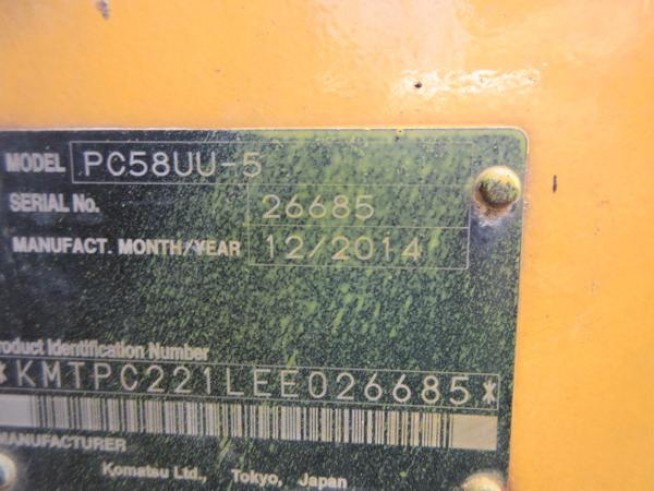 MODEL PC58UU-5
SERIAL No. 26685
MANUFACT. MONTH/YEAR 12/2014
roduct Identification Number
*KMTPC221LEE026685*
MANUFACTURER
Komatsu Ltd., Tokyo, Japan